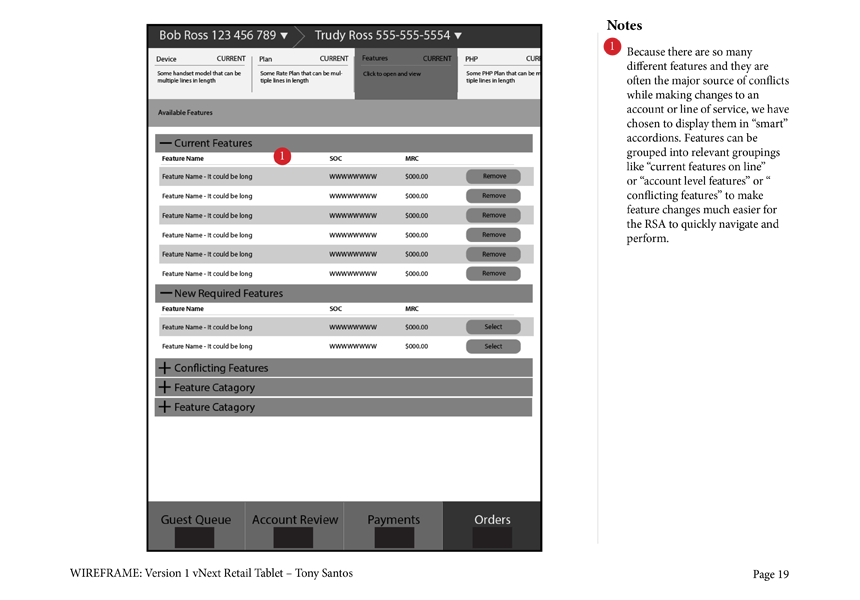 Bob Ross 123 456 789 ▼ Trudy Ross 555-555-5554 ▼
Device CURRENT Plan CURRENT Features CURRENT PHP CUR
Some handset model that can be Some Rate Plan that can be mul- Click to open and view Some PHP Plan that can be m
multiple lines in length tiple lines in length tiple lines in length
Available Features
Current Features
Feature Name 1 SOC MRC
Feature Name - It could be long WWWWWWWW $000.00 Remove
Feature Name - It could be long WWWWWWWW $000.00 Remove
Feature Name - It could be long WWWWWWWW $000.00 Remove
Feature Name - It could be long WWWWWWWW $000.00 Remove
Feature Name - It could be long WWWWWWWW $000.00 Remove
Feature Name - It could be long WWWWWWWW $000.00 Remove
New Required Features
Feature Name SOC MRC
Feature Name - It could be long WWWWWWWW $000.00 Select
Feature Name - It could be long WWWWWWWW $000.00 Select
Conflicting Features
Feature Catagory
Feature Catagory
Guest Queue Account Review Payments Orders
Notes
1 Because there are so many
different features and they are
often the major source of conflicts
while making changes to an
account or line of service, we have
chosen to display them in “smart”
accordions. Features can be
grouped into relevant groupings
like “current features on line”
or “account level features” or “
conflicting features” to make
feature changes much easier for
the RSA to quickly navigate and
perform.
WIREFRAME: Version 1 vNext Retail Tablet – Tony Santos
Page 19